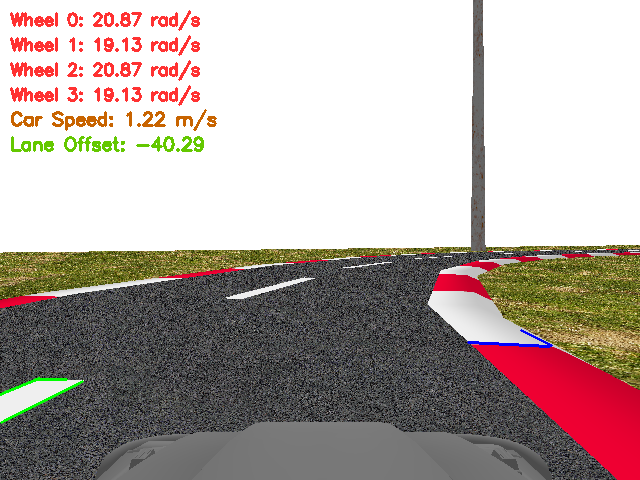 Wheel 0: 20.87 rad/s
Wheel 1: 19.13 rad/s
Wheel 2: 20.87 rad/s
Wheel 3: 19.13 rad/s
Car Speed: 1.22 m/s
Lane Offset: -40.29